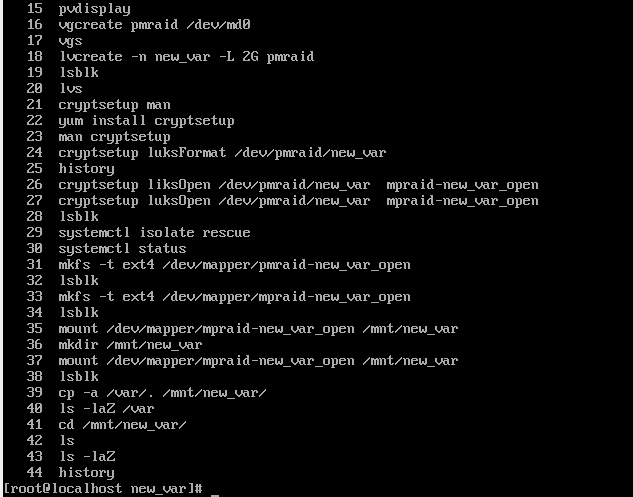 15  pvdisplay
16  vgcreate pmraid /dev/md0
17  vgs
18  lvcreate -n new_var -L 2G pmraid
19  lsblk
20  lvs
21  cryptsetup man
22  yum install cryptsetup
23  man cryptsetup
24  cryptsetup luksFormat /dev/pmraid/new_var
25  history
26  cryptsetup liksOpen /dev/pmraid/new_var  mpraid-new_var_open
27  cryptsetup luksOpen /dev/pmraid/new_var  mpraid-new_var_open
28  lsblk
29  systemctl isolate rescue
30  systemctl status
31  mkfs -t ext4 /dev/mapper/pmraid-new_var_open
32  lsblk
33  mkfs -t ext4 /dev/mapper/mpraid-new_var_open
34  lsblk
35  mount /dev/mapper/mpraid-new_var_open /mnt/new_var
36  mkdir /mnt/new_var
37  mount /dev/mapper/mpraid-new_var_open /mnt/new_var
38  lsblk
39  cp -a /var/. /mnt/new_var/
40  ls -laZ /var
41  cd /mnt/new_var/
42  ls
43  ls -laZ
44  history
[root@localhost new_var]# _